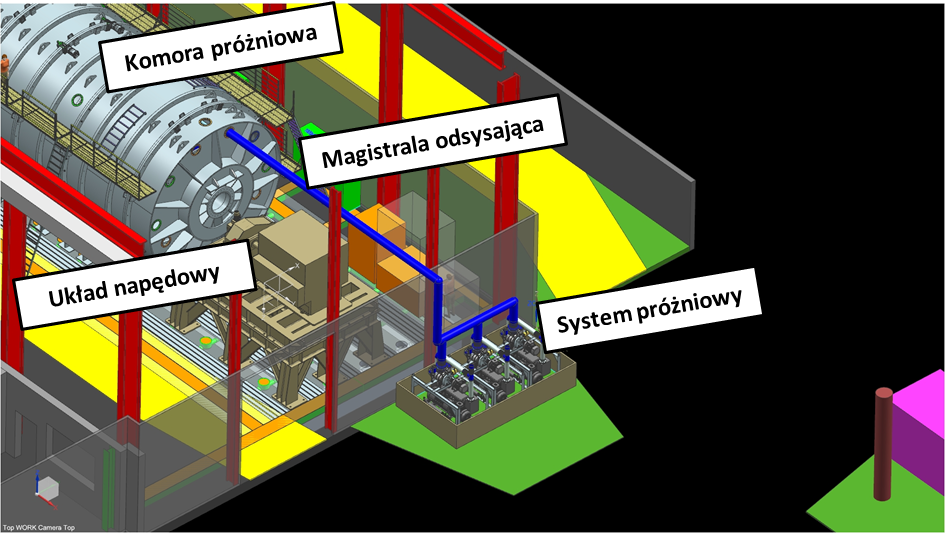 Komora próżniowa
Magistrala odsysająca
Układ napędowy
System próżniowy
Top WORK Camera Top